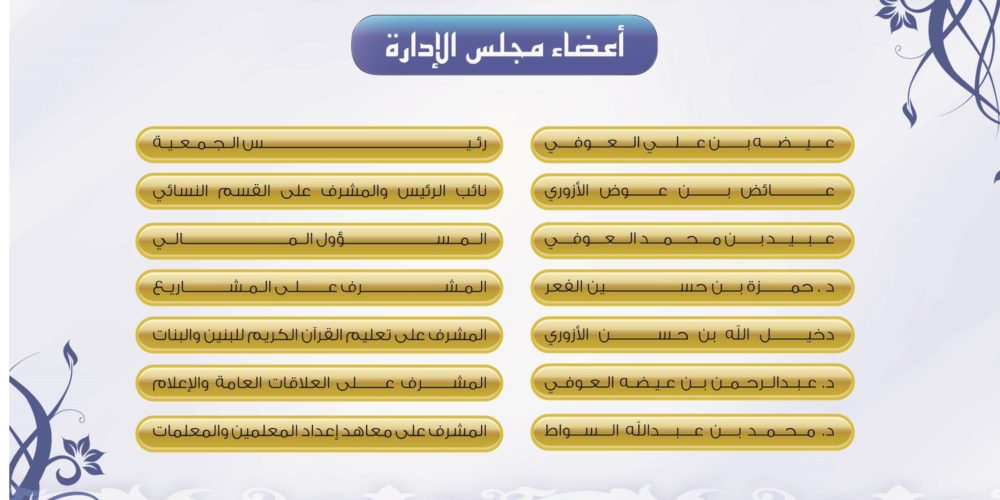 أعضاء مجلس الإدارة
عيضه بن علي العوفي رئيس الجمعية
عائض بن عوض الأزوري نائب الرئيس والمشرف على القسم النسائي
عبيد بن محمد العوفي المسؤول المالي
د. حمزة بن حسين الفعر المشرف على المشاريع
دخيل الله بن حسن الأزوري المشرف على تعليم القرآن الكريم للبنين والبنات
د. عبدالرحمن بن عيضه العوفي المشرف على العلاقات العامة والإعلام
د. محمد بن عبدالله السواط المشرف على معاهد إعداد المعلمين والمعلمات